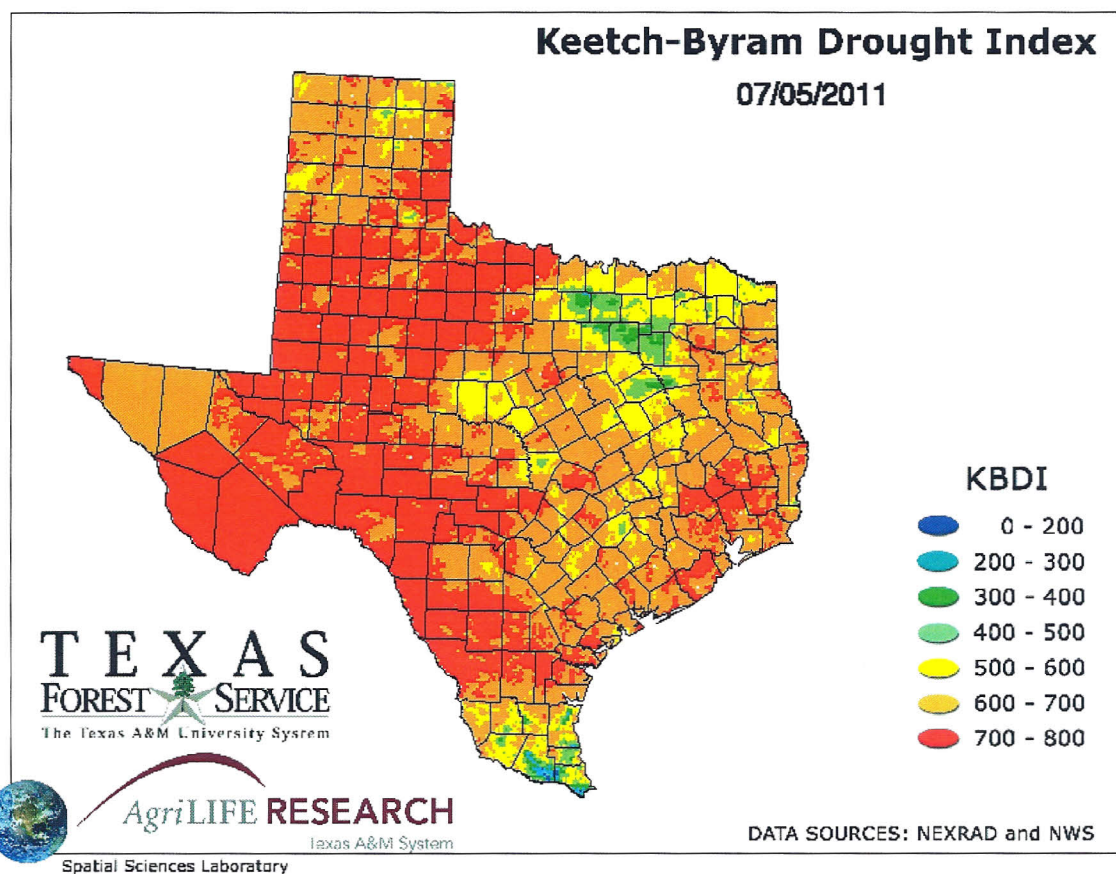 Keetch-Byram Drought Index
07/05/2011
KBDI
0 - 200
200 - 300
300 - 400
400 - 500
500 - 600
600 - 700
700 - 800
TEXAS
FOREST SERVICE
The Texas A&M University System
AgriLIFE RESEARCH
Texas A&M System
DATA SOURCES: NEXRAD and NWS
Spatial Sciences Laboratory